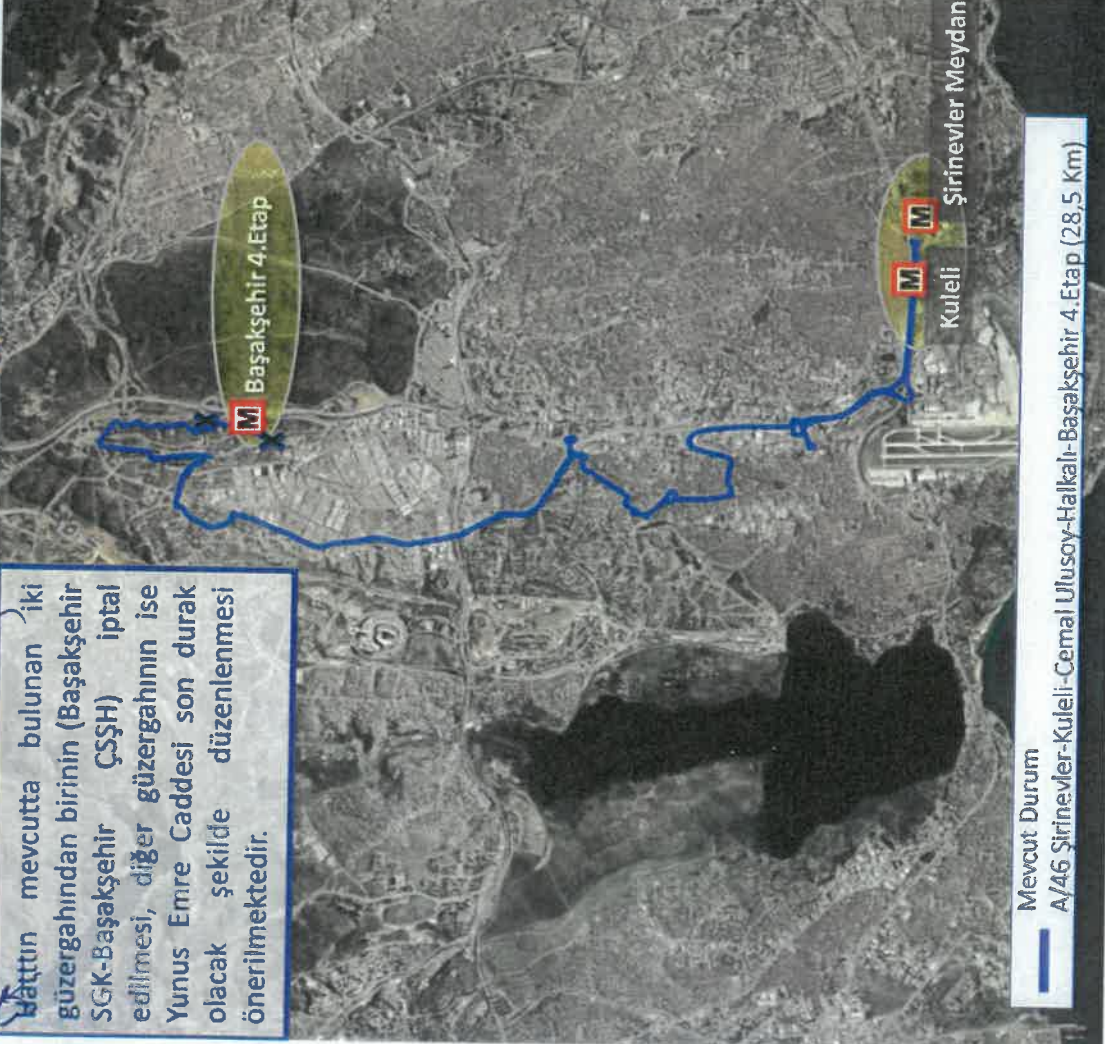 Hattın mevcutta bulunan iki
güzergahından birinin (Başakşehir
SGK-Başakşehir ÇSŞH) iptal
edilmesi, diğer güzergahının ise
Yunus Emre Caddesi son durak
olacak şekilde düzenlenmesi
önerilmektedir.
M
Başakşehir 4.Etap
M
Kuleli
M
Şirinevler Meydan
Mevcut Durum
A/46 Şirinevler-Kuleli-Cemal Ulusoy-Halkalı-Başakşehir 4.Etap (28,5 Km)